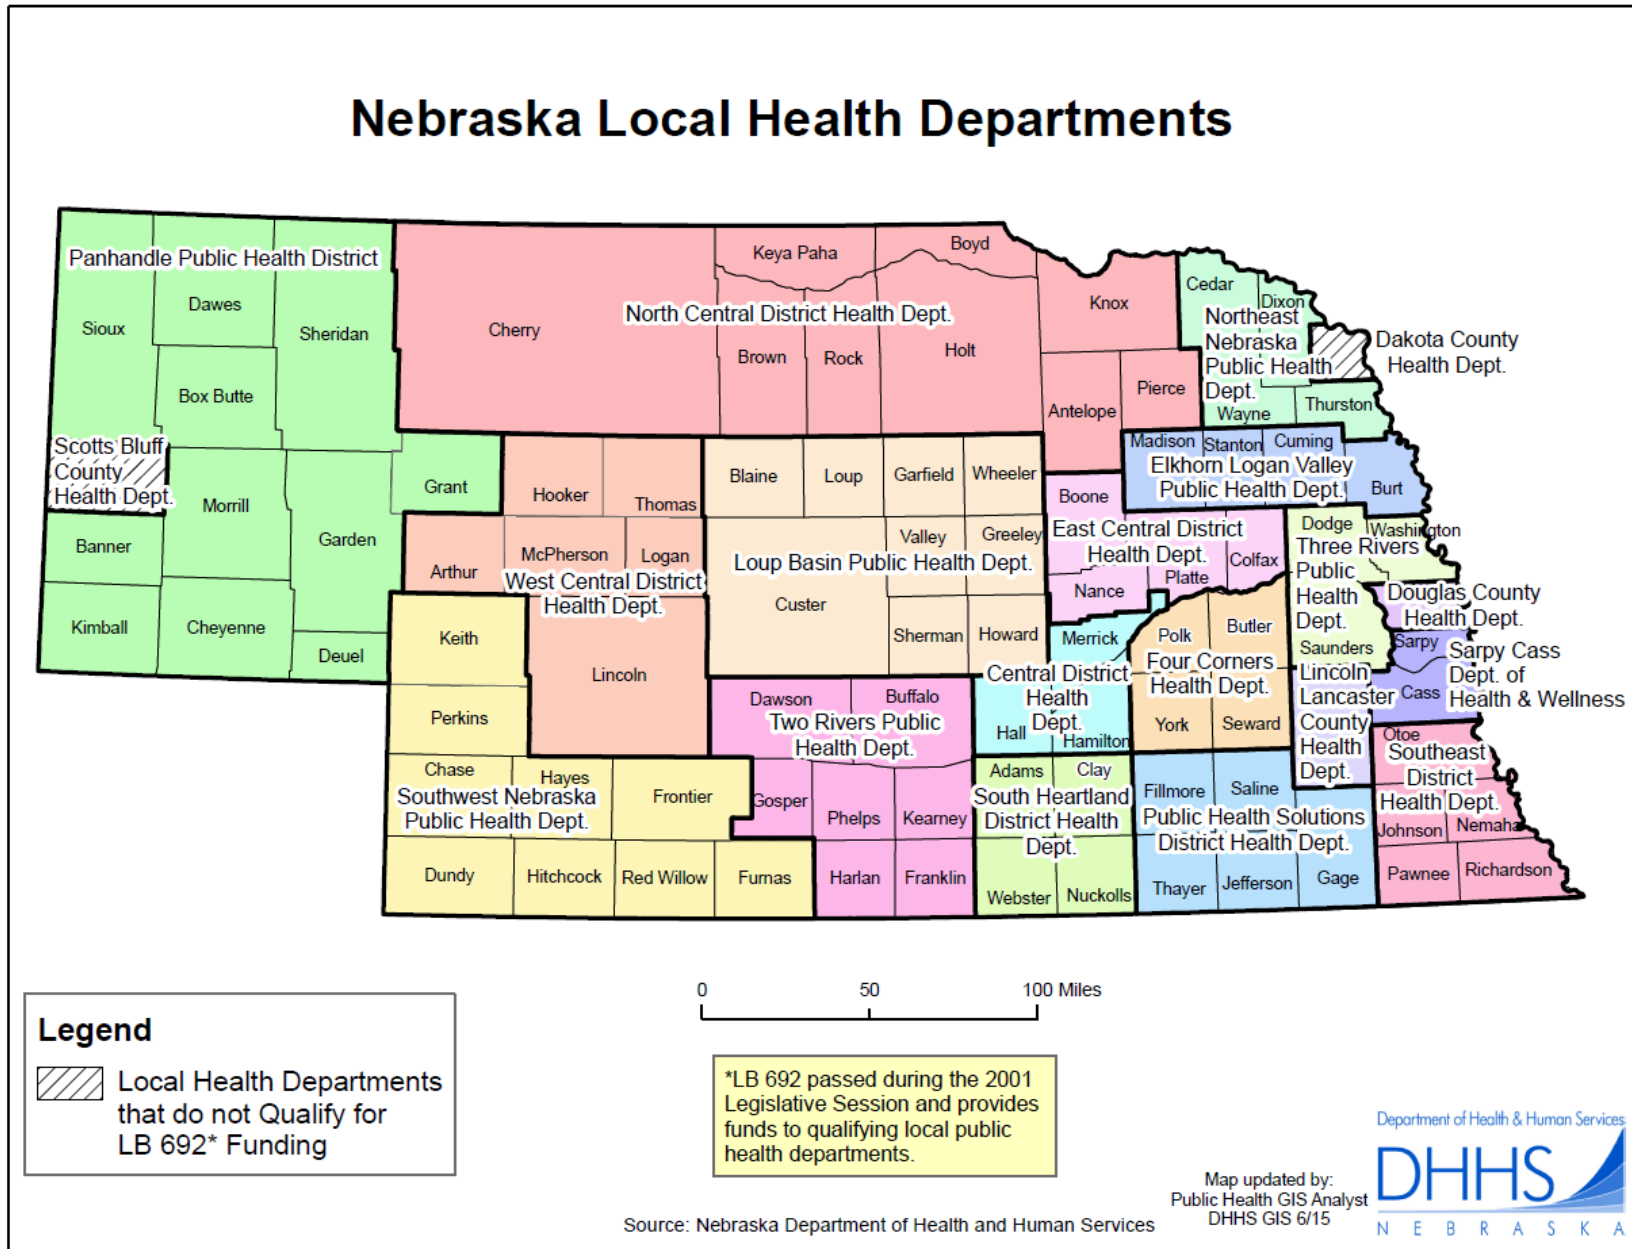 Nebraska Local Health Departments
Panhandle Public Health District
Sioux
Dawes
Sheridan
Box Butte
Scotts Bluff
County
Health Dept.
Morrill
Grant
Garden
Banner
Kimball
Cheyenne
Deuel
North Central District Health Dept.
Cherry
Keya Paha
Boyd
Brown
Rock
Holt
Knox
Antelope
Pierce
Cedar
Dixon
Northeast
Nebraska
Public Health
Dept.
Wayne
Thurston
Dakota County
Health Dept.
Madison
Stanton
Cuming
Elkhorn Logan Valley
Public Health Dept.
Burt
Hooker
Thomas
Arthur
McPherson
Logan
West Central District
Health Dept.
Lincoln
Blaine
Loup
Garfield
Wheeler
Valley
Greeley
Loup Basin Public Health Dept.
Custer
Sherman
Howard
Boone
East Central District
Health Dept.
Colfax
Platte
Nance
Dodge
Washington
Three Rivers
Public
Health
Dept.
Saunders
Douglas County
Health Dept.
Sarpy
Cass
Sarpy Cass
Dept. of
Health & Wellness
Merrick
Central District
Health
Dept.
Hall
Hamilton
Polk
Butler
Four Corners
Health Dept.
York
Seward
Lincoln
Lancaster
County
Health
Dept.
Otoe
Southeast
District
Health Dept.
Johnson
Nemaha
Pawnee
Richardson
Keith
Perkins
Chase
Hayes
Southwest Nebraska
Public Health Dept.
Frontier
Dundy
Hitchcock
Red Willow
Furnas
Dawson
Buffalo
Two Rivers Public
Health Dept.
Gosper
Phelps
Kearney
Harlan
Franklin
Adams
Clay
South Heartland
District Health
Dept.
Webster
Nuckolls
Fillmore
Saline
Public Health Solutions
District Health Dept.
Thayer
Jefferson
Gage
0 50 100 Miles
Legend
Local Health Departments
that do not Qualify for
LB 692* Funding
*LB 692 passed during the 2001
Legislative Session and provides
funds to qualifying local public
health departments.
Source: Nebraska Department of Health and Human Services
Map updated by:
Public Health GIS Analyst
DHHS GIS 6/15
Department of Health & Human Services
DHHS
NEBRASKA